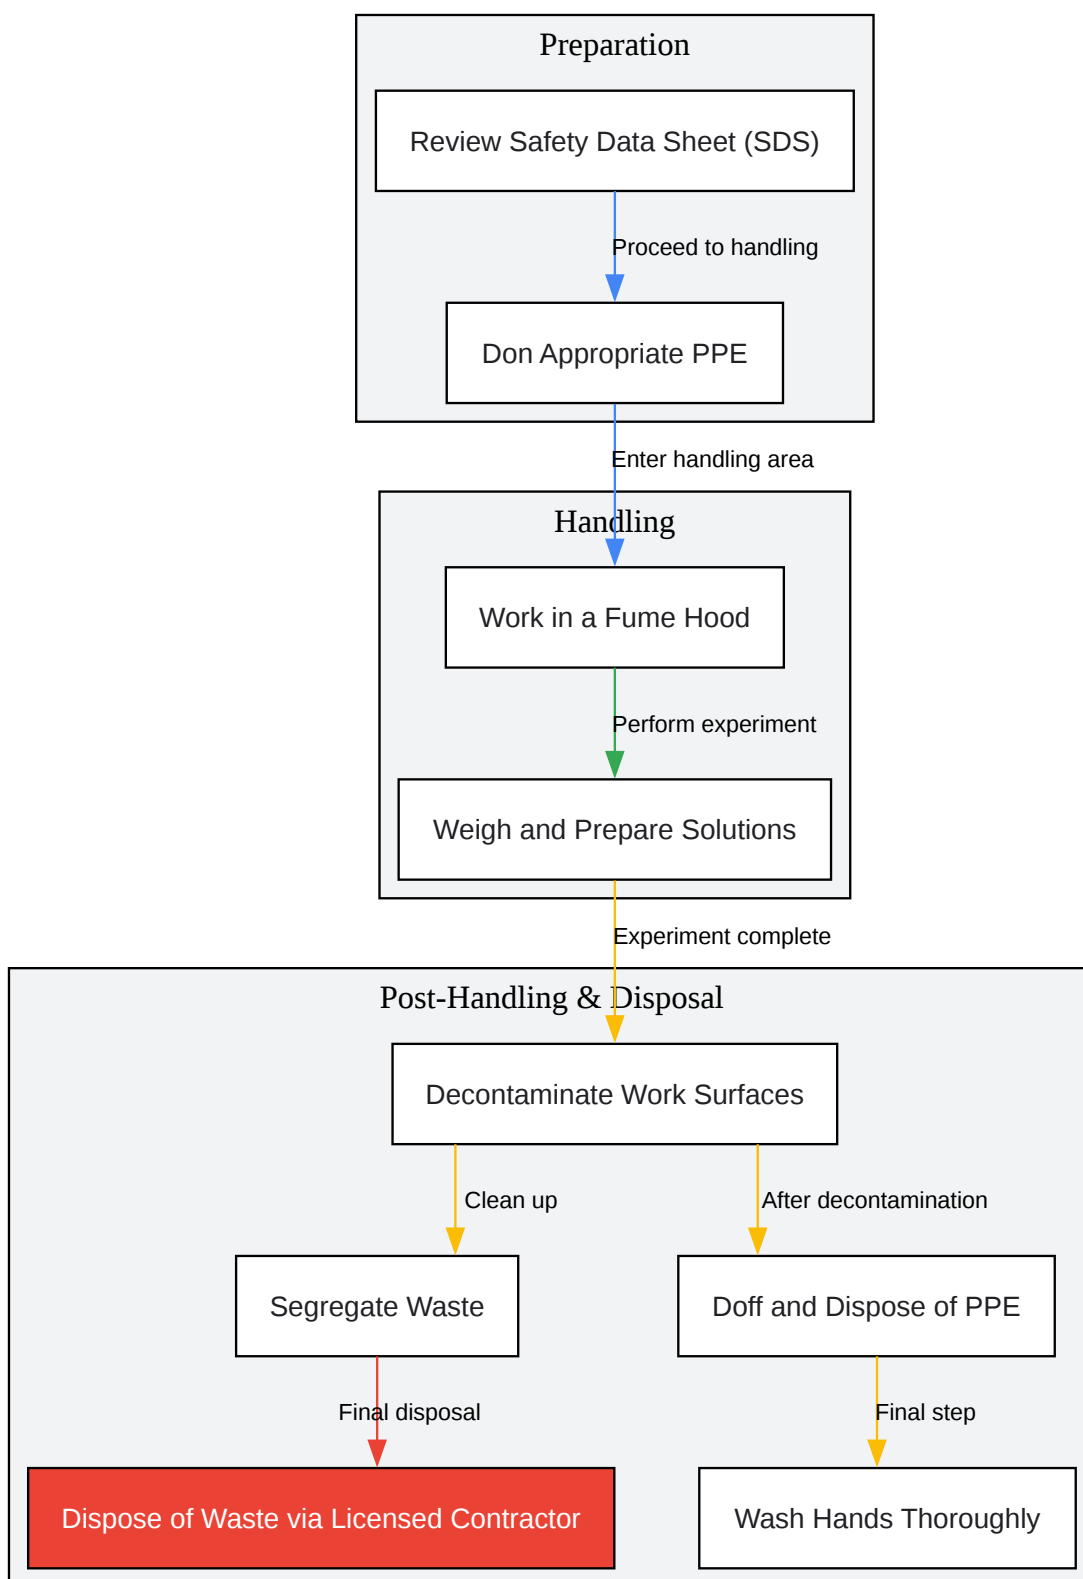 Preparation
Review Safety Data Sheet (SDS)
Proceed to handling
Don Appropriate PPE
Enter handling area
Handling
Work in a Fume Hood
Perform experiment
Weigh and Prepare Solutions
Experiment complete
Post-Handling & Disposal
Decontaminate Work Surfaces
Clean up
After decontamination
Segregate Waste
Doff and Dispose of PPE
Final disposal
Final step
Dispose of Waste via Licensed Contractor
Wash Hands Thoroughly